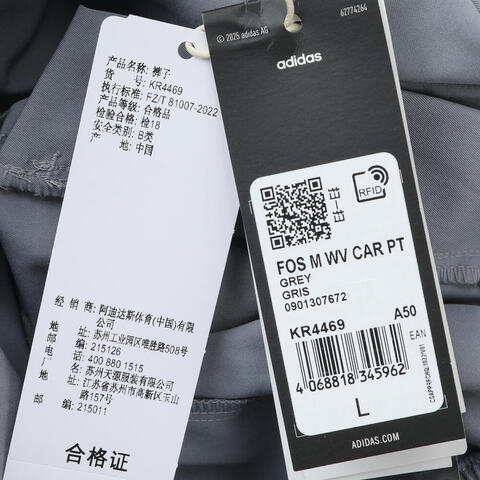 产品名称: 裤子
货 号: KR4469
执行标准: FZ/T 81007-2022
产品等级: 合格品
检验合格: 检18
安全类别: B类
产 地: 中国
经 销 商: 阿迪达斯体育(中国)有限公司
地 址: 苏州工业园区唯胜路508号
邮 编: 215126
电 话: 400 880 1515
厂 名: 苏州天源服装有限公司
地 址: 江苏省苏州市高新区玉山路157号
邮 编: 215011
合格证
© 2025 adidas AG
62774264
adidas
RFID
FOS M WV CAR PT
GREY
GRIS
0901307672
KR4469
A50
EAN
4 068818 345962
L
ADIDAS.COM